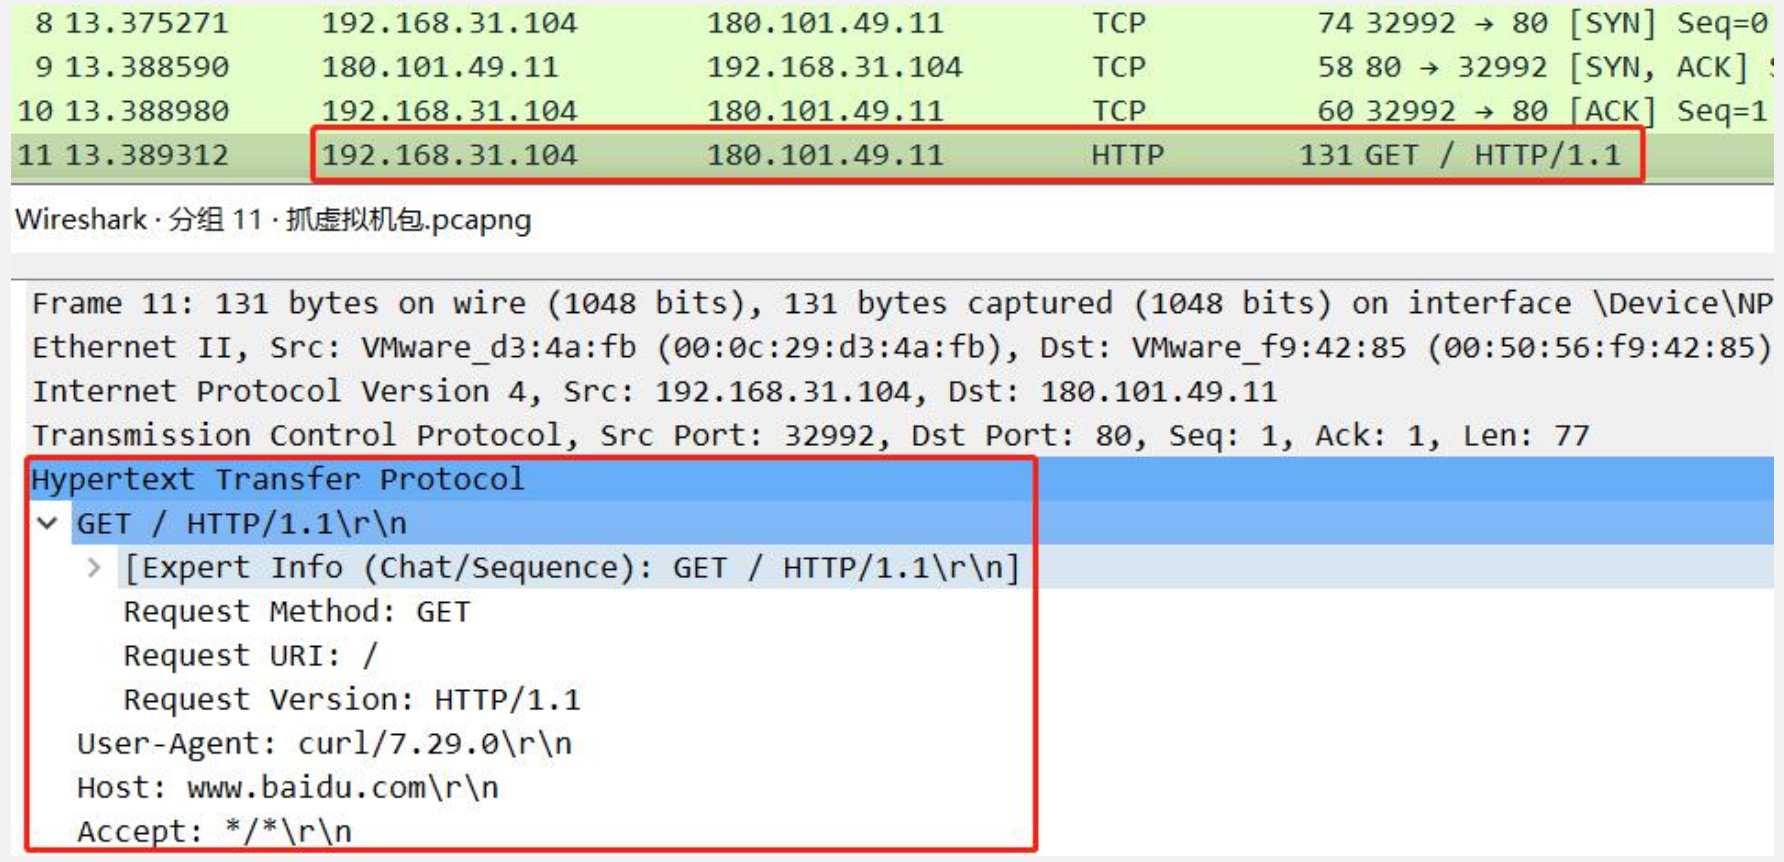 8 13.375271 192.168.31.104 180.101.49.11 TCP 74 32992 → 80 [SYN] Seq=0
9 13.388590 180.101.49.11 192.168.31.104 TCP 58 80 → 32992 [SYN, ACK]
10 13.388980 192.168.31.104 180.101.49.11 TCP 60 32992 → 80 [ACK] Seq=1
11 13.389312 192.168.31.104 180.101.49.11 HTTP 131 GET / HTTP/1.1
Wireshark · 分组 11 · 抓虚拟机包.pcapng
Frame 11: 131 bytes on wire (1048 bits), 131 bytes captured (1048 bits) on interface \Device\NP
Ethernet II, Src: VMware_d3:4a:fb (00:0c:29:d3:4a:fb), Dst: VMware_f9:42:85 (00:50:56:f9:42:85)
Internet Protocol Version 4, Src: 192.168.31.104, Dst: 180.101.49.11
Transmission Control Protocol, Src Port: 32992, Dst Port: 80, Seq: 1, Ack: 1, Len: 77
Hypertext Transfer Protocol
GET / HTTP/1.1\r\n
[Expert Info (Chat/Sequence): GET / HTTP/1.1\r\n]
Request Method: GET
Request URI: /
Request Version: HTTP/1.1
User-Agent: curl/7.29.0\r\n
Host: www.baidu.com\r\n
Accept: */*\r\n